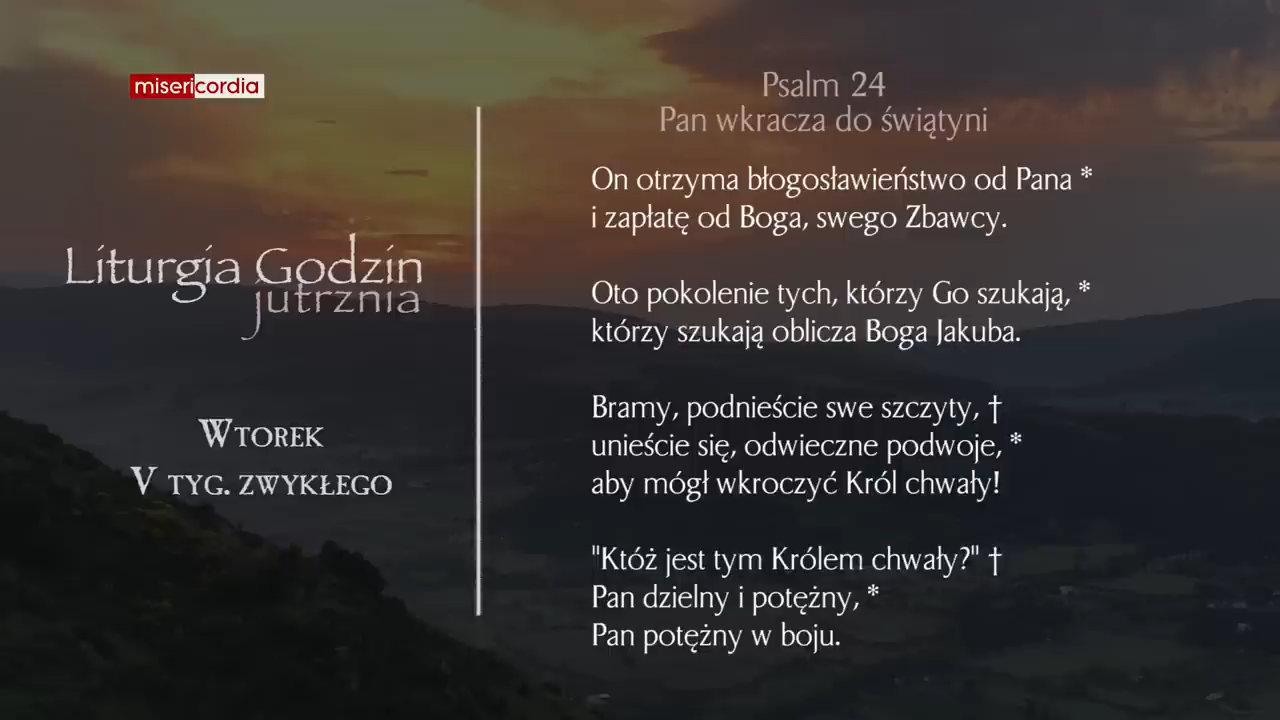 misericordia
Liturgia Godzin
jutrznia
Wtorek
V tyg. zwykłego
Psalm 24
Pan wkracza do świątyni
On otrzyma błogosławieństwo od Pana *
i zapłatę od Boga, swego Zbawcy.
Oto pokolenie tych, którzy Go szukają, *
którzy szukają oblicza Boga Jakuba.
Bramy, podnieście swe szczyty, †
unieście się, odwieczne podwoje, *
aby mógł wkroczyć Król chwały!
"Któż jest tym Królem chwały?" †
Pan dzielny i potężny, *
Pan potężny w boju.